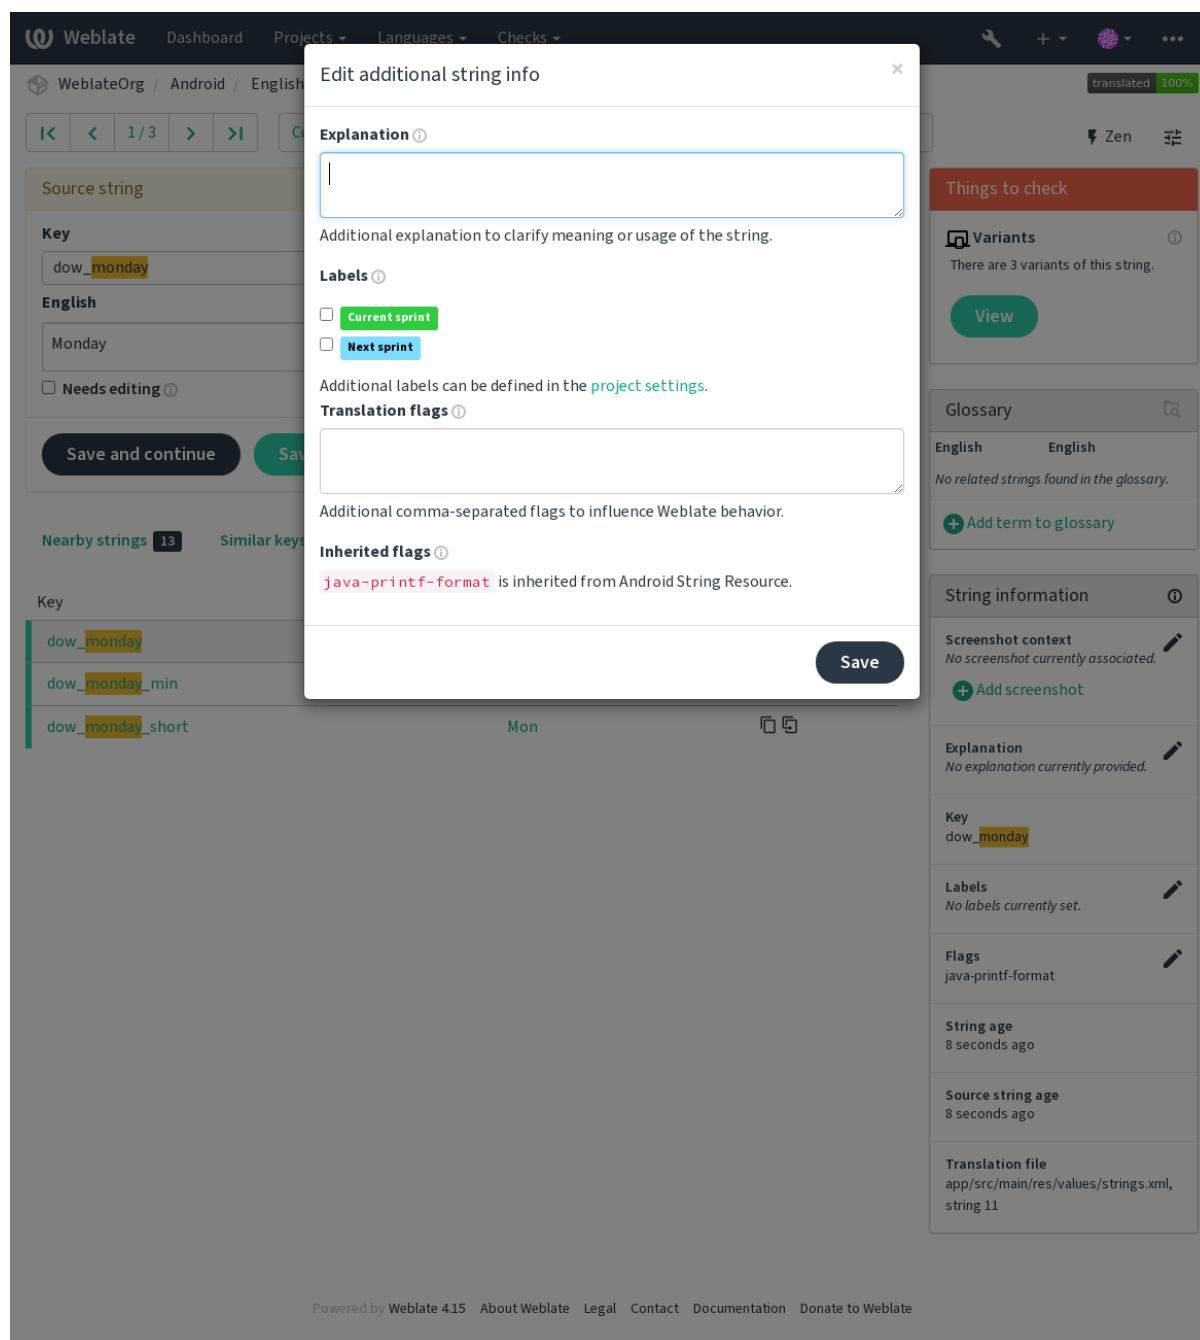 Weblate Dashboard Projects Languages Checks
WeblateOrg / Android / English
translated 100%
1 / 3
Zen
Edit additional string info
×
Explanation
Additional explanation to clarify meaning or usage of the string.
Labels
Current sprint
Next sprint
Additional labels can be defined in the project settings.
Translation flags
Additional comma-separated flags to influence Weblate behavior.
Inherited flags
java-printf-format is inherited from Android String Resource.
Save
Source string
Key
dow_monday
English
Monday
Needs editing
Save and continue
Nearby strings 13 Similar keys
Key
dow_monday
dow_monday_min
dow_monday_short Mon
Things to check
Variants
There are 3 variants of this string.
View
Glossary
English English
No related strings found in the glossary.
Add term to glossary
String information
Screenshot context
No screenshot currently associated.
Add screenshot
Explanation
No explanation currently provided.
Key
dow_monday
Labels
No labels currently set.
Flags
java-printf-format
String age
8 seconds ago
Source string age
8 seconds ago
Translation file
app/src/main/res/values/strings.xml,
string 11
Powered by Weblate 4.15 About Weblate Legal Contact Documentation Donate to Weblate